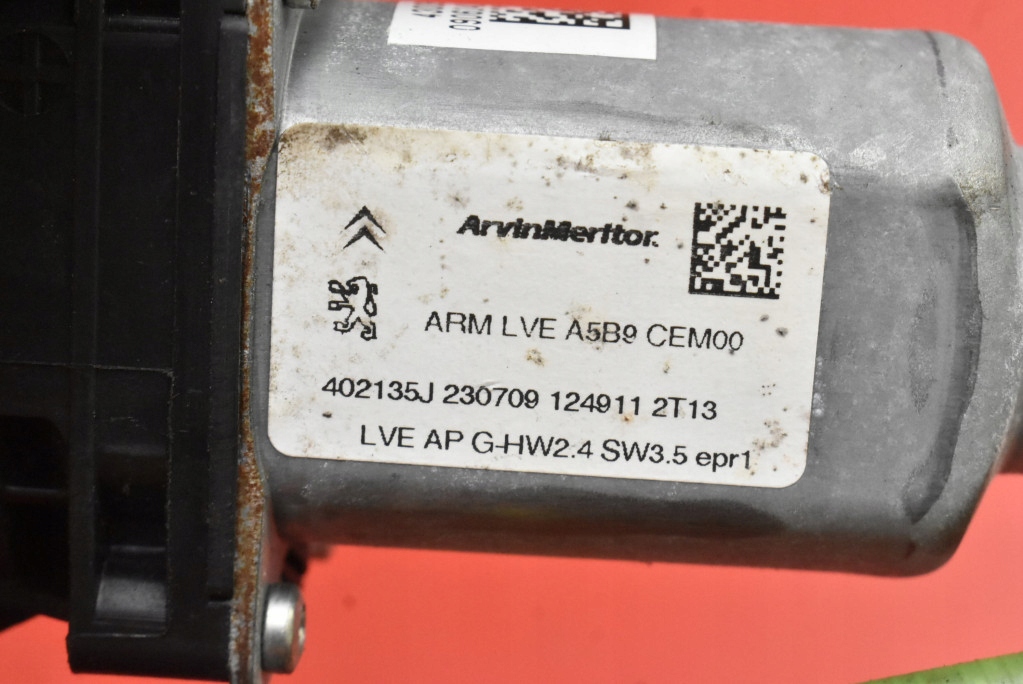 ArvinMeritor.
ARM LVE A5B9 CEM00
402135J 230709 124911 2T13
LVE AP G-HW2.4 SW3.5 epr1